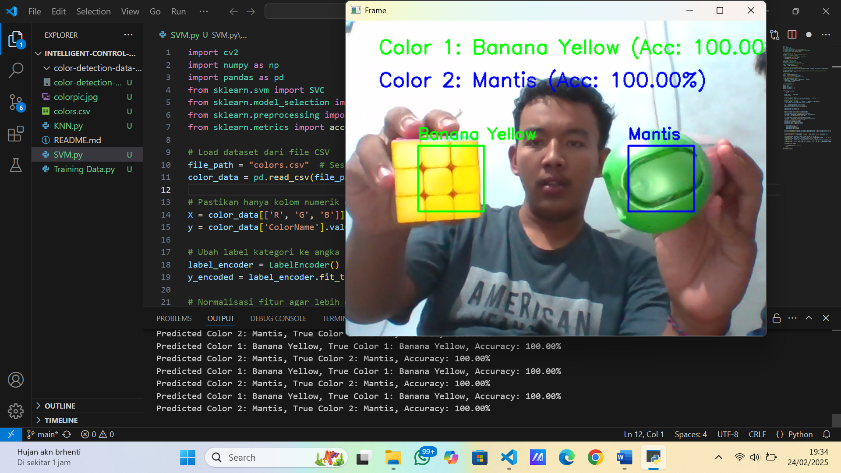 File Edit Selection View Go Run ···
Frame
EXPLORER
INTELLIGENT-CONTROL-...
color-detection-data-...
color-detection-... U
colorpic.jpg U
colors.csv U
KNN.py U
README.md
SVM.py U
Training Data.py U
OUTLINE
TIMELINE
SVM.py U SVM.py\...
1 import cv2
2 import numpy as np
3 import pandas as pd
4 from sklearn.svm import SVC
5 from sklearn.model_selection im
6 from sklearn.preprocessing impo
7 from sklearn.metrics import acc
8
9 # Load dataset dari file CSV
10 file_path = "colors.csv" # Ses
11 color_data = pd.read_csv(file_p
12
13 # Pastikan hanya kolom numerik
14 X = color_data[['R', 'G', 'B']]
15 y = color_data['ColorName'].val
16
17 # Ubah label kategori ke angka
18 label_encoder = LabelEncoder()
19 y_encoded = label_encoder.fit_t
20
21 # Normalisasi fitur agar lebih
Color 1: Banana Yellow (Acc: 100.00
Color 2: Mantis (Acc: 100.00%)
Banana Yellow
Mantis
AMERISAN
PROBLEMS OUTPUT DEBUG CONSOLE TERMIN
Predicted Color 2: Mantis, True Color
Predicted Color 1: Banana Yellow, True Color 1: Banana Yellow, Accuracy: 100.00%
Predicted Color 2: Mantis, True Color 2: Mantis, Accuracy: 100.00%
Predicted Color 1: Banana Yellow, True Color 1: Banana Yellow, Accuracy: 100.00%
Predicted Color 2: Mantis, True Color 2: Mantis, Accuracy: 100.00%
Predicted Color 1: Banana Yellow, True Color 1: Banana Yellow, Accuracy: 100.00%
Predicted Color 2: Mantis, True Color 2: Mantis, Accuracy: 100.00%
main* 0 0 Ln 12, Col 1 Spaces: 4 UTF-8 CRLF Python
Hujan akn brhenti
Di sekitar 1 jam
Search
99+
19:34
24/02/2025